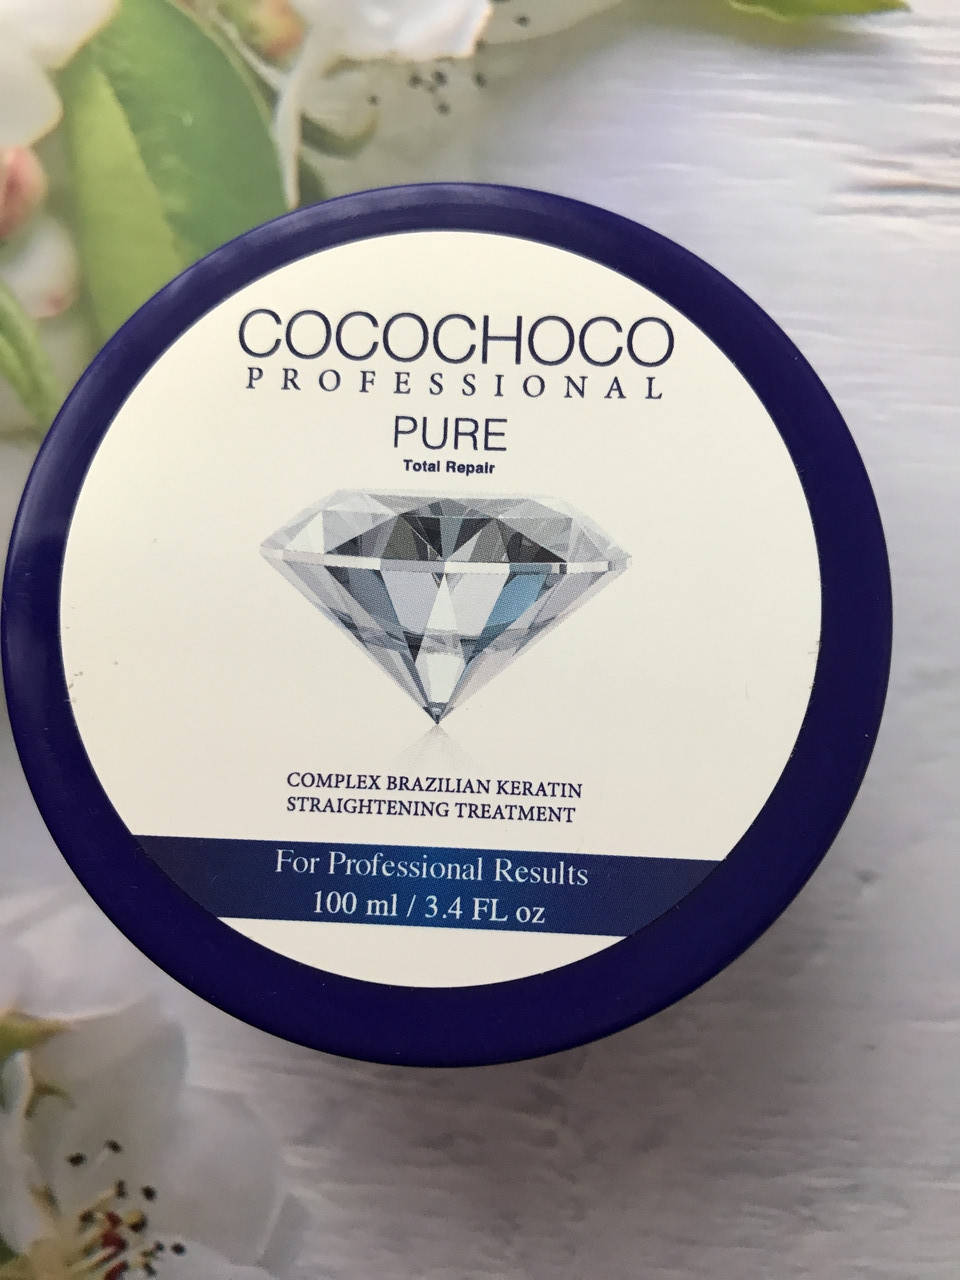 COCOCHOCO
PROFESSIONAL
PURE
Total Repair
COMPLEX BRAZILIAN KERATIN
STRAIGHTENING TREATMENT
For Professional Results
100 ml / 3.4 FL oz